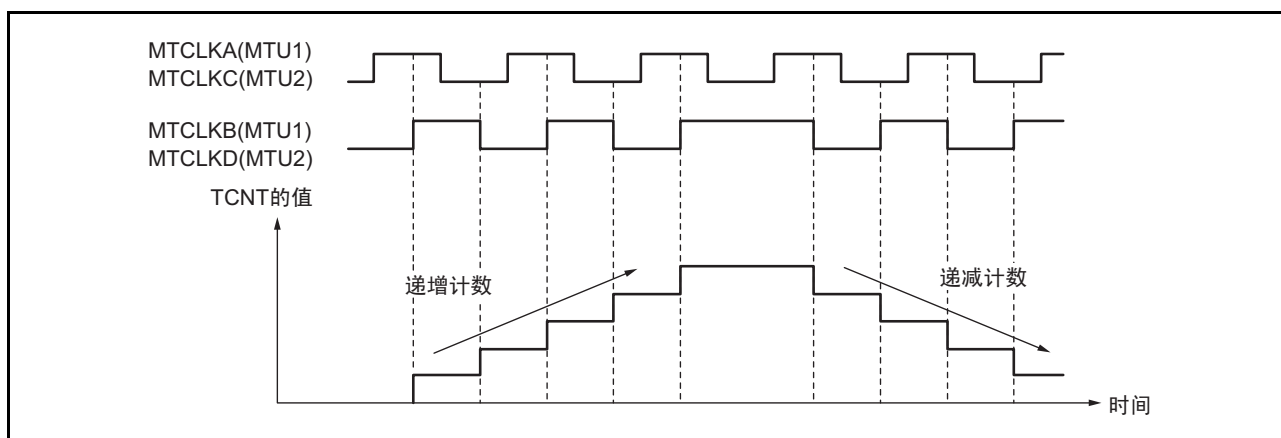 MTCLKA(MTU1)
MTCLKC(MTU2)
MTCLKB(MTU1)
MTCLKD(MTU2)
TCNT的值
递增计数
递减计数
时间